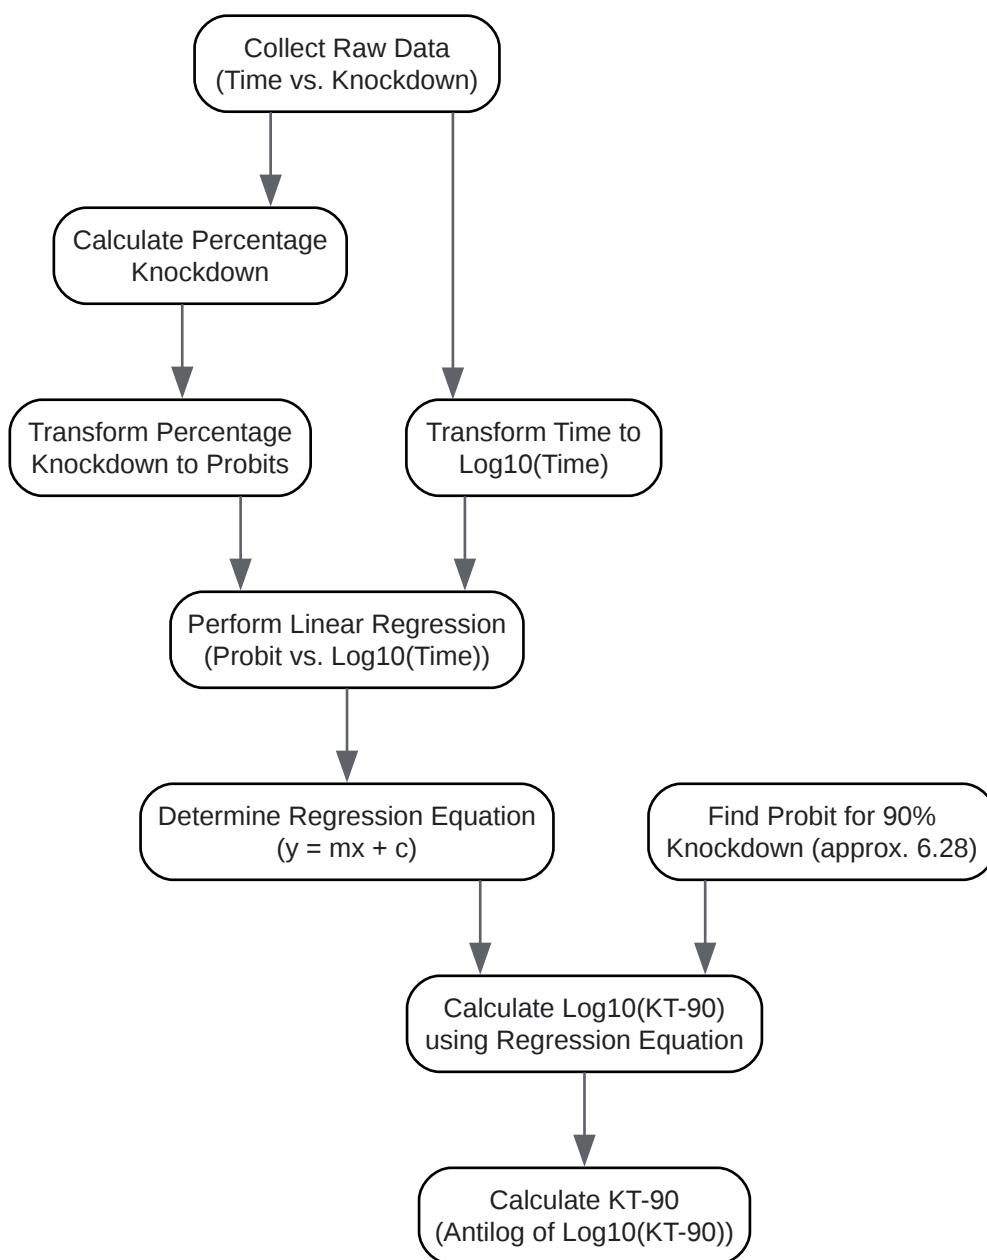 Collect Raw Data
(Time vs. Knockdown)
Calculate Percentage
Knockdown
Transform Percentage
Knockdown to Probits
Transform Time to
Log10(Time)
Perform Linear Regression
(Probit vs. Log10(Time))
Determine Regression Equation
(y = mx + c)
Find Probit for 90%
Knockdown (approx. 6.28)
Calculate Log10(KT-90)
using Regression Equation
Calculate KT-90
(Antilog of Log10(KT-90))